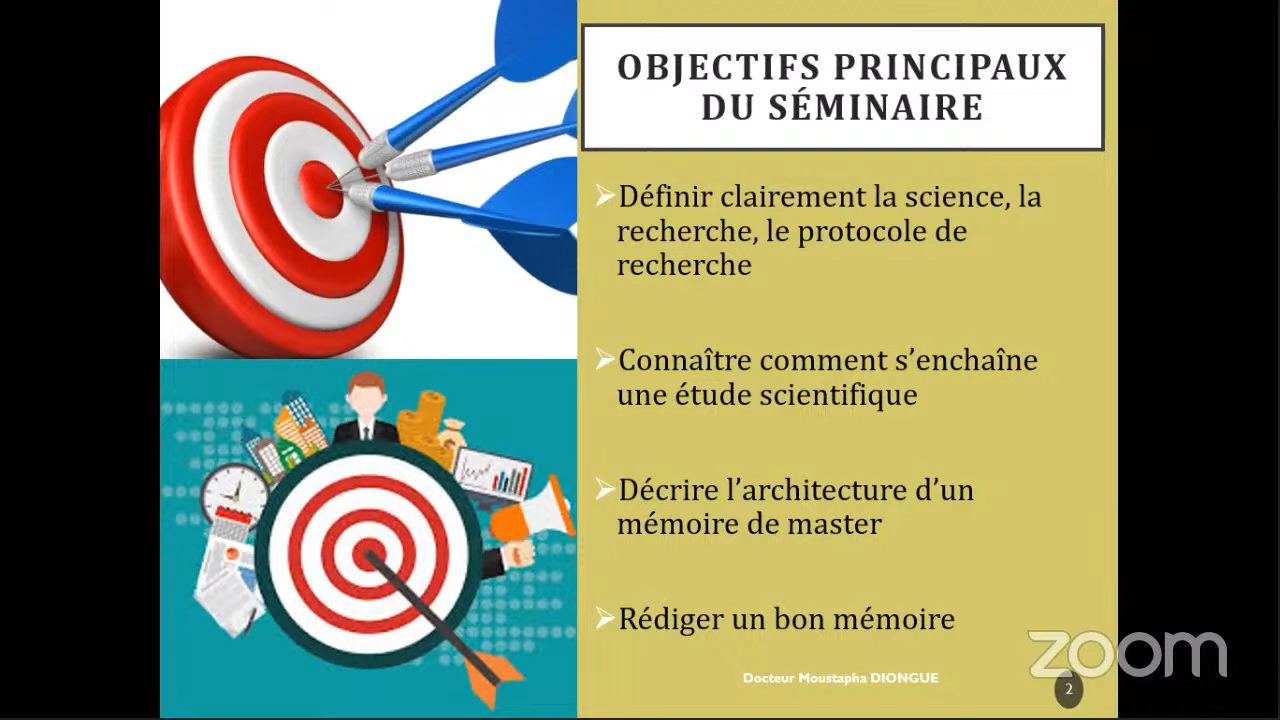 OBJECTIFS PRINCIPAUX
DU SÉMINAIRE
Définir clairement la science, la
recherche, le protocole de
recherche
Connaître comment s’enchaîne
une étude scientifique
Décrire l’architecture d’un
mémoire de master
Rédiger un bon mémoire
Docteur Moustapha DIONGUE
2
zoom